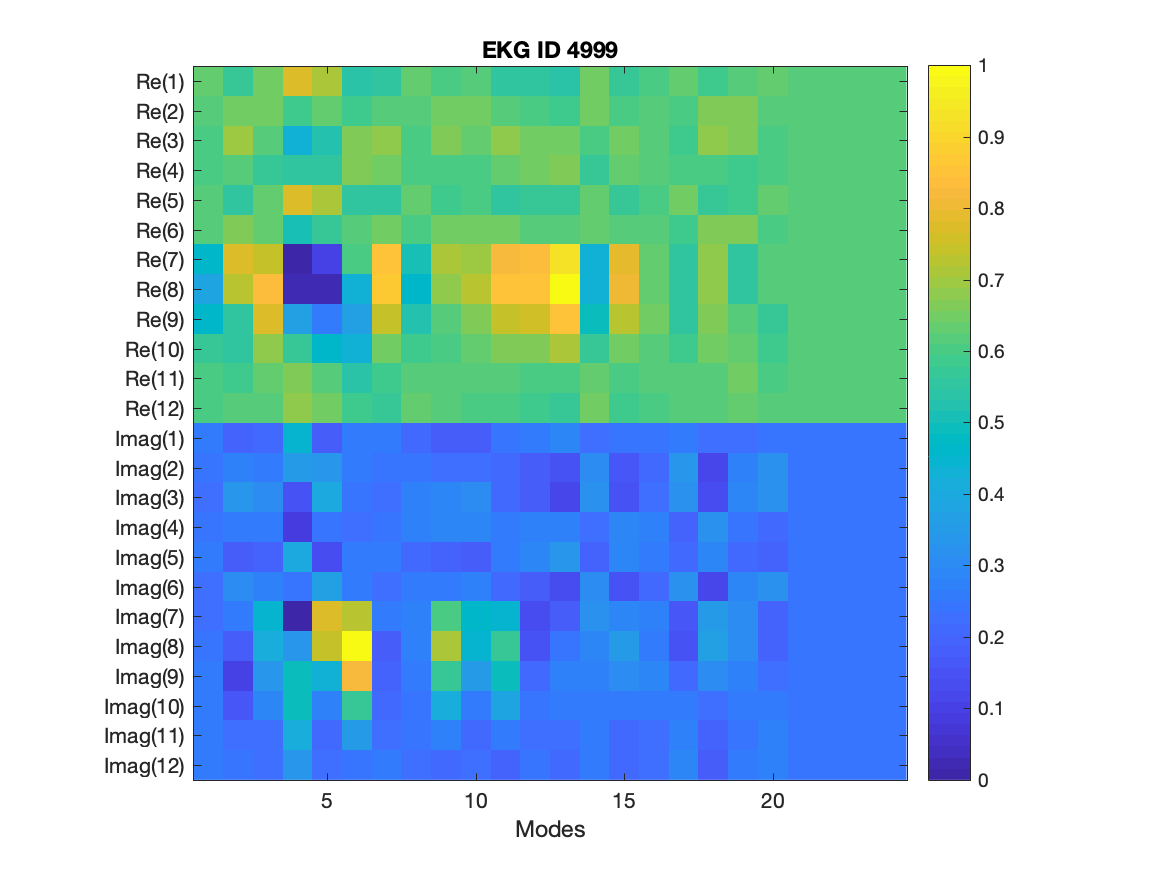 EKG ID 4999
Re(1)
Re(2)
Re(3)
Re(4)
Re(5)
Re(6)
Re(7)
Re(8)
Re(9)
Re(10)
Re(11)
Re(12)
Imag(1)
Imag(2)
Imag(3)
Imag(4)
Imag(5)
Imag(6)
Imag(7)
Imag(8)
Imag(9)
Imag(10)
Imag(11)
Imag(12)
5 10 15 20
Modes
1
0.9
0.8
0.7
0.6
0.5
0.4
0.3
0.2
0.1
0